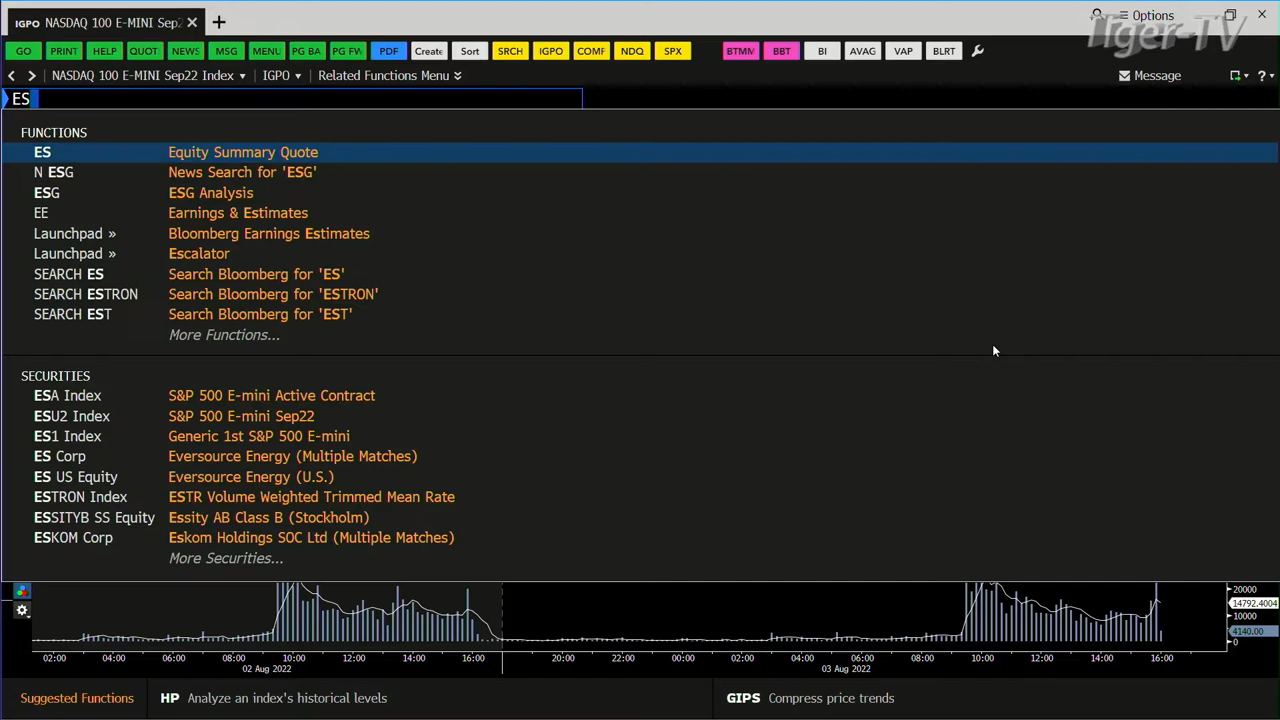 IGPO NASDAQ 100 E-MINI Sep2
Options
Tiger-TV
GO PRINT HELP QUOT NEWS MSG MENU PG BA PG FW PDF Create Sort SRCH IGPO COMF NDQ SPX BTMM BBT BI AVAG VAP BLRT
NASDAQ 100 E-MINI Sep22 Index IGPO Related Functions Menu
Message ?
ES
FUNCTIONS
ES Equity Summary Quote
N ESG News Search for 'ESG'
ESG ESG Analysis
EE Earnings & Estimates
Launchpad » Bloomberg Earnings Estimates
Launchpad » Escalator
SEARCH ES Search Bloomberg for 'ES'
SEARCH ESTRON Search Bloomberg for 'ESTRON'
SEARCH EST Search Bloomberg for 'EST'
More Functions...
SECURITIES
ESA Index S&P 500 E-mini Active Contract
ESU2 Index S&P 500 E-mini Sep22
ES1 Index Generic 1st S&P 500 E-mini
ES Corp Eversource Energy (Multiple Matches)
ES US Equity Eversource Energy (U.S.)
ESTRON Index ESTR Volume Weighted Trimmed Mean Rate
ESSITYB SS Equity Essity AB Class B (Stockholm)
ESKOM Corp Eskom Holdings SOC Ltd (Multiple Matches)
More Securities...
20000
14792.4004
10000
4140.00
0
02:00 04:00 06:00 08:00 10:00 12:00 14:00 16:00 20:00 22:00 00:00 02:00 04:00 06:00 08:00 10:00 12:00 14:00 16:00
02 Aug 2022 03 Aug 2022
Suggested Functions HP Analyze an index's historical levels GIPS Compress price trends